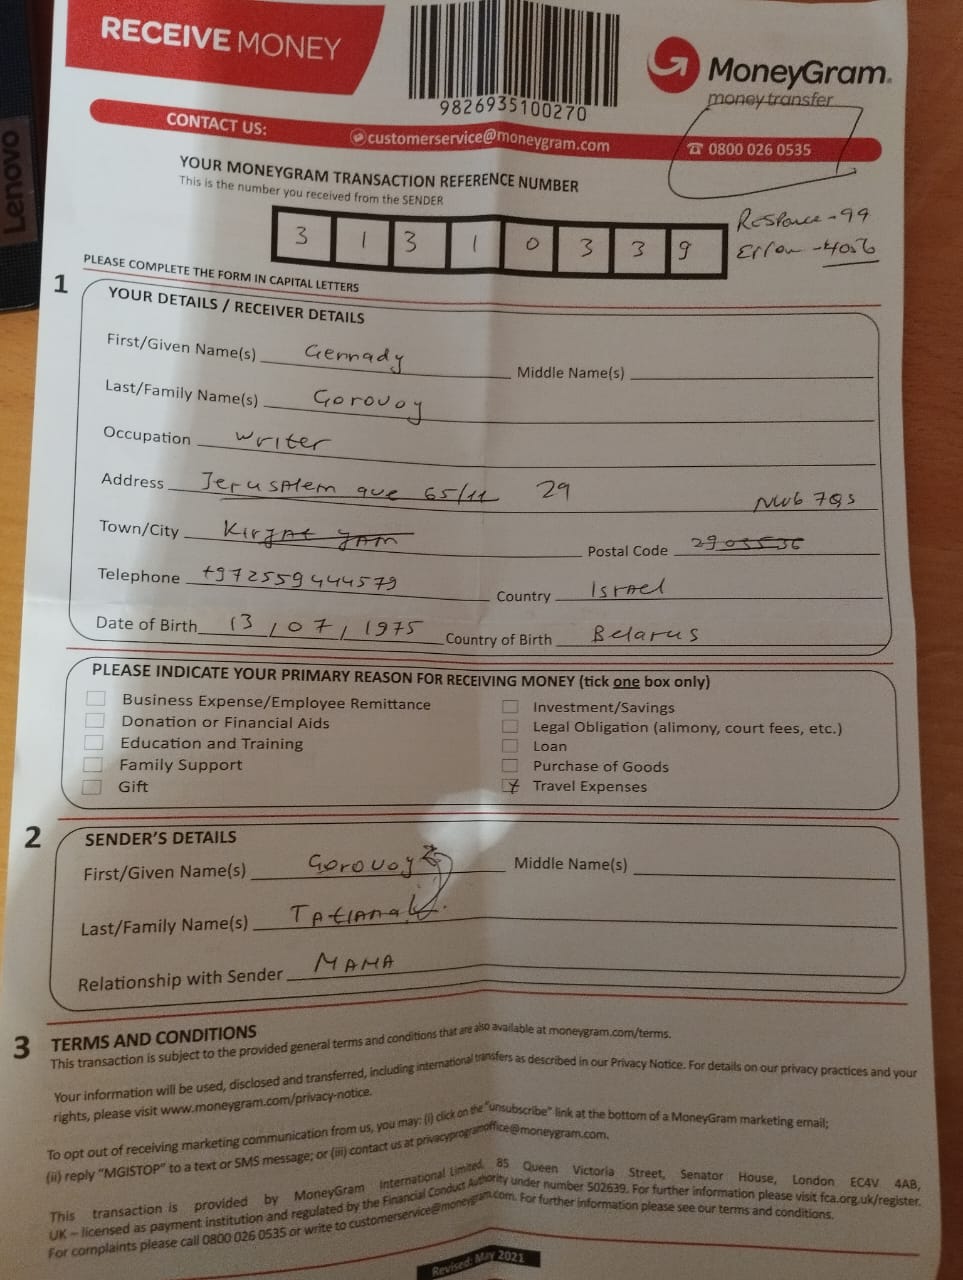 Lenovo
RECEIVE MONEY
9826935100270
MoneyGram.
money transfer
CONTACT US: customerservice@moneygram.com 0800 026 0535
YOUR MONEYGRAM TRANSACTION REFERENCE NUMBER
This is the number you received from the SENDER
3 1 3 1 0 3 3 9
Responce-99
Error-4056
PLEASE COMPLETE THE FORM IN CAPITAL LETTERS
1 YOUR DETAILS / RECEIVER DETAILS
First/Given Name(s) Gennady Middle Name(s)
Last/Family Name(s) Gorovoy
Occupation writer
Address Jerusalem ave 65/11 29 NW6 7QS
Town/City Kirjat yam Postal Code 2905536
Telephone +972559444579 Country Israel
Date of Birth 13 / 07 / 1975 Country of Birth Belarus
PLEASE INDICATE YOUR PRIMARY REASON FOR RECEIVING MONEY (tick one box only)
Business Expense/Employee Remittance Investment/Savings
Donation or Financial Aids Legal Obligation (alimony, court fees, etc.)
Education and Training Loan
Family Support Purchase of Goods
Gift Travel Expenses
2 SENDER'S DETAILS
First/Given Name(s) Gorovoy Middle Name(s)
Last/Family Name(s) Tatiana
Relationship with Sender MAMA
3 TERMS AND CONDITIONS
This transaction is subject to the provided general terms and conditions that are also available at moneygram.com/terms.
Your information will be used, disclosed and transferred, including international transfers as described in our Privacy Notice. For details on our privacy practices and your
rights, please visit www.moneygram.com/privacy-notice.
To opt out of receiving marketing communication from us, you may: (i) click on the "unsubscribe" link at the bottom of a MoneyGram marketing email;
(ii) reply "MGISTOP" to a text or SMS message; or (iii) contact us at privacyprogramoffice@moneygram.com.
This transaction is provided by MoneyGram International Limited, 85 Queen Victoria Street, Senator House, London EC4V 4AB,
UK – licensed as payment institution and regulated by the Financial Conduct Authority under number 502639. For further information please visit fca.org.uk/register.
For complaints please call 0800 026 0535 or write to customerservice@moneygram.com. For further information please see our terms and conditions.
Revised: May 2021